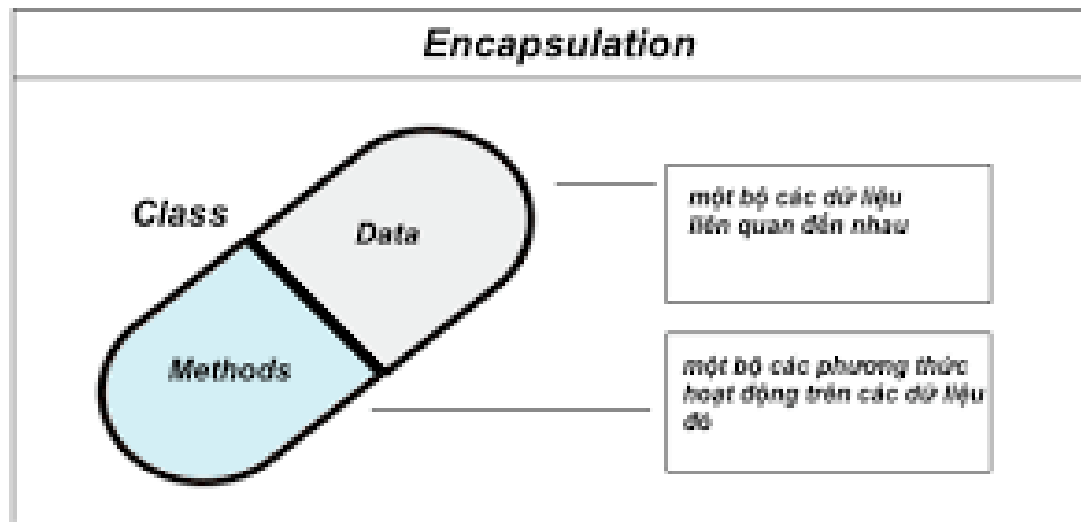 Encapsulation
Class
Data
Methods
một bộ các dữ liệu
liên quan đến nhau
một bộ các phương thức
hoạt động trên các dữ liệu
đó